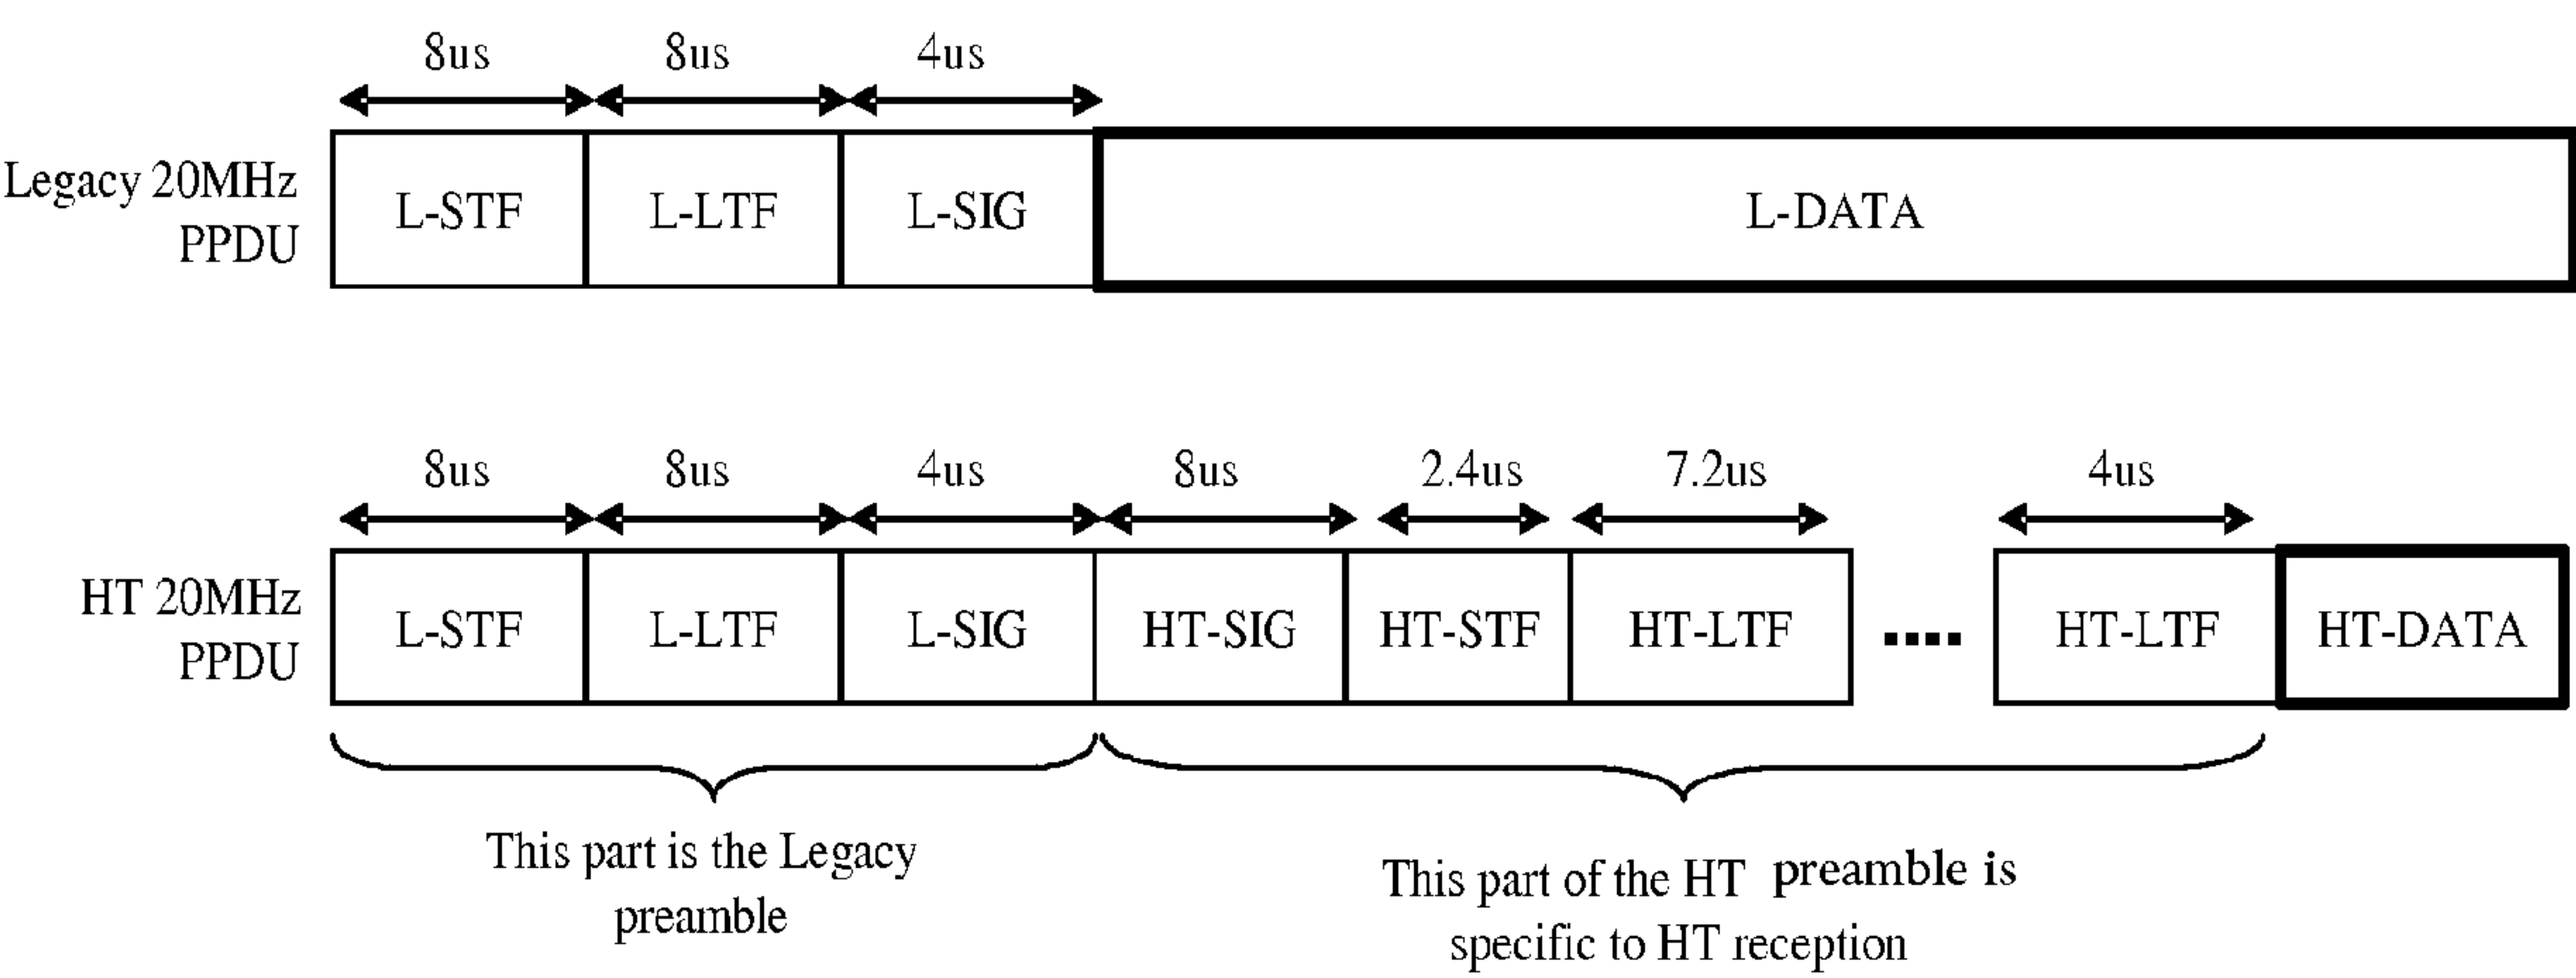 8us 8us 4us
Legacy 20MHz
PPDU
L-STF L-LTF L-SIG L-DATA
8us 8us 4us 8us 2.4us 7.2us 4us
HT 20MHz
PPDU
L-STF L-LTF L-SIG HT-SIG HT-STF HT-LTF .... HT-LTF HT-DATA
This part is the Legacy
preamble
This part of the HT preamble is
specific to HT reception